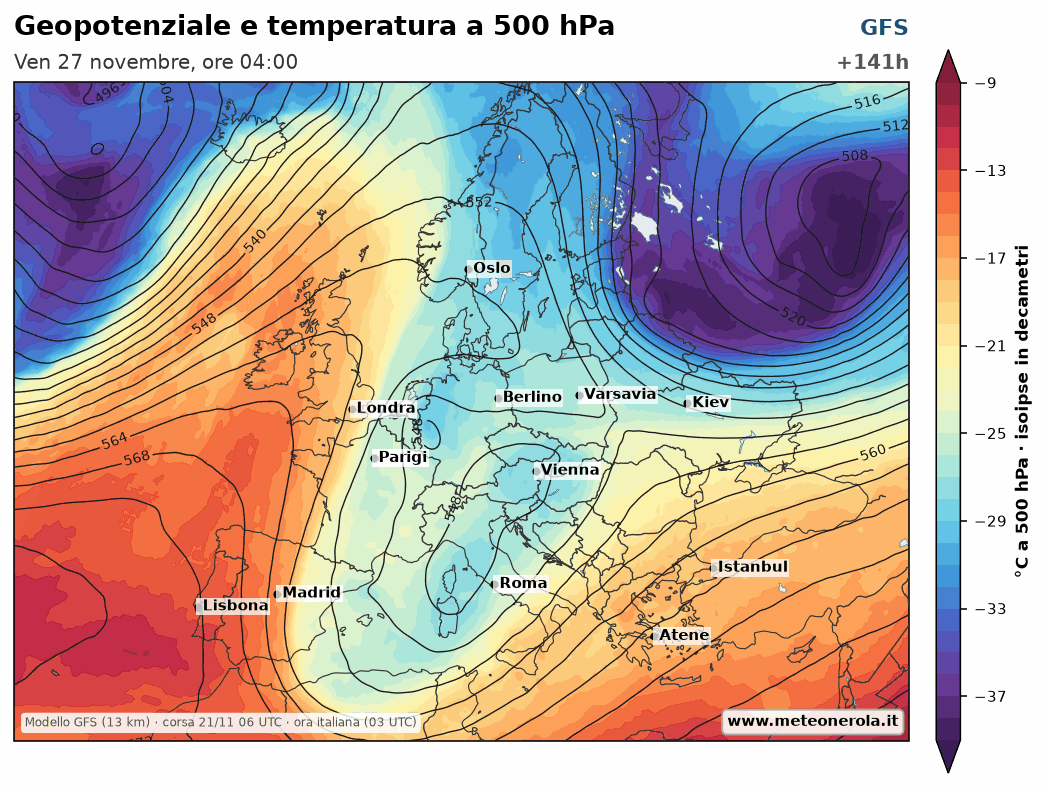 Geopotenziale e temperatura a 500 hPa
GFS
Ven 27 novembre, ore 04:00
+141h
496
504
516
512
508
552
540
520
548
564
568
560
548
548
Oslo
Londra
Berlino
Varsavia
Kiev
Parigi
Vienna
Roma
Istanbul
Madrid
Lisbona
Atene
−9
−13
−17
−21
−25
−29
−33
−37
°C a 500 hPa · isoipse in decametri
Modello GFS (13 km) · corsa 21/11 06 UTC · ora italiana (03 UTC)
www.meteonerola.it